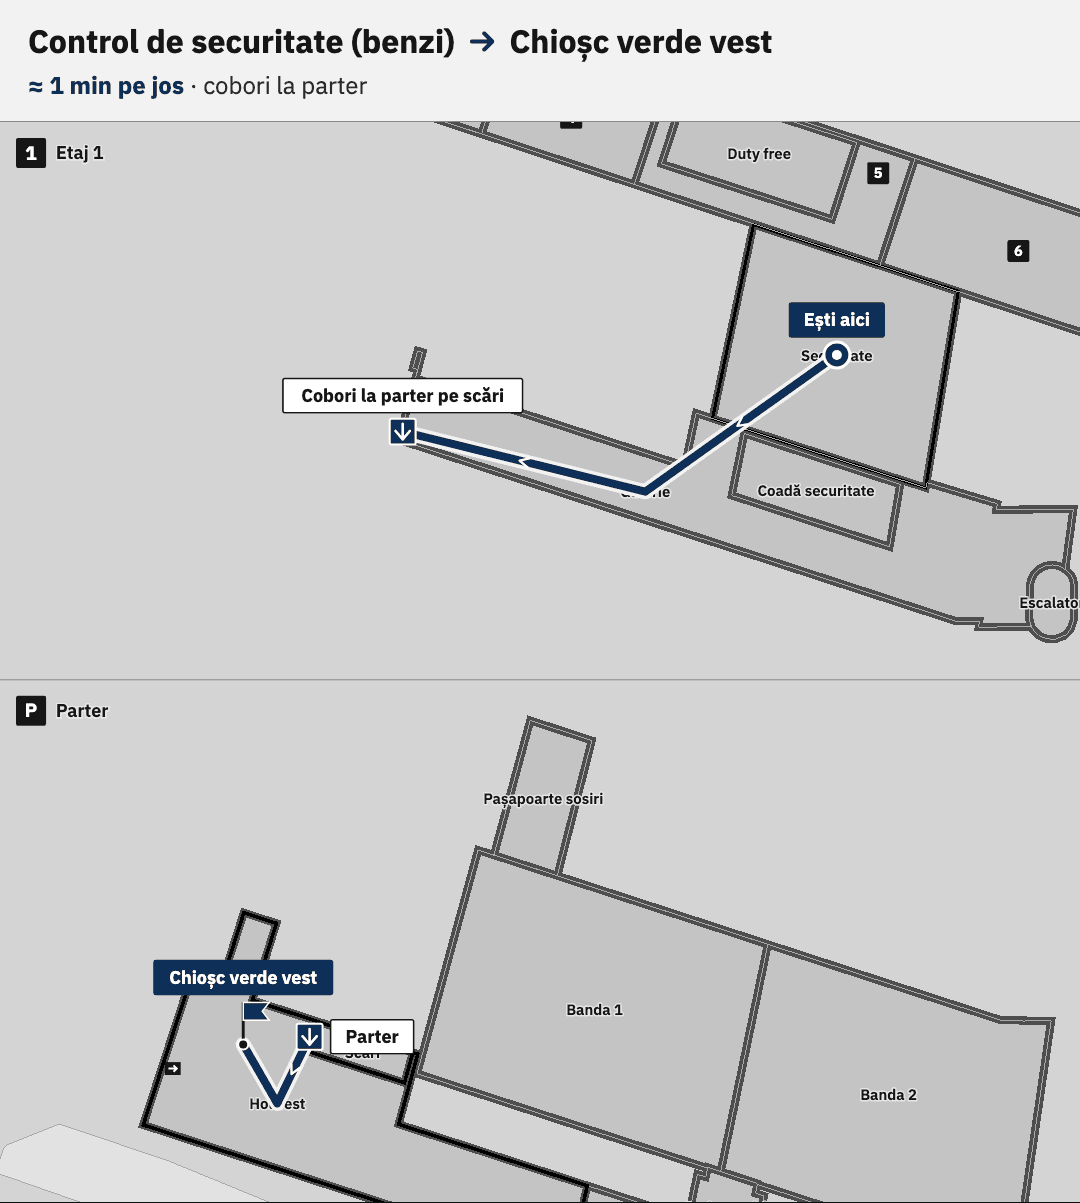 Control de securitate (benzi) → Chioșc verde vest
≈ 1 min pe jos · cobori la parter
1 Etaj 1
Duty free
5
6
Ești aici
Cobori la parter pe scări
Coadă securitate
P Parter
Pașapoarte sosiri
Chioșc verde vest
Parter
Banda 1
Banda 2